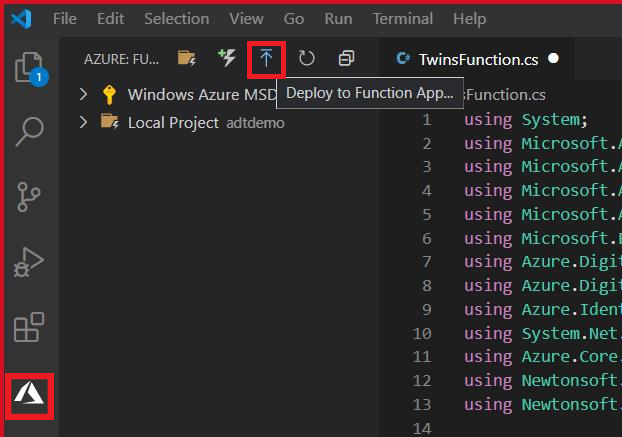 File Edit Selection View Go Run Terminal Help
AZURE: FU...
TwinsFunction.cs
1
Windows Azure MSD
Deploy to Function App...
sFunction.cs
Local Project adtdemo
1 using System;
2 using Microsoft.A
3 using Microsoft.A
4 using Microsoft.A
5 using Microsoft.A
6 using Microsoft.E
7 using Azure.Digit
8 using Azure.Digit
9 using Azure.Ident
10 using System.Net.
11 using Azure.Core.
12 using Newtonsoft.
13 using Newtonsoft.
14